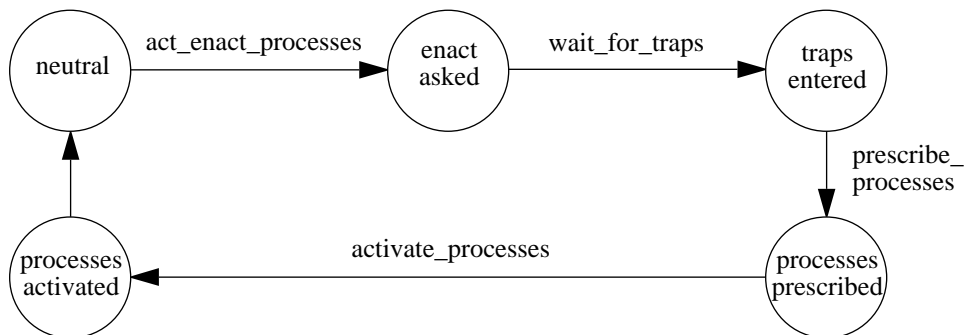 act_enact_processes
wait_for_traps
neutral
enact
asked
traps
entered
prescribe_
processes
activate_processes
processes
activated
processes
prescribed